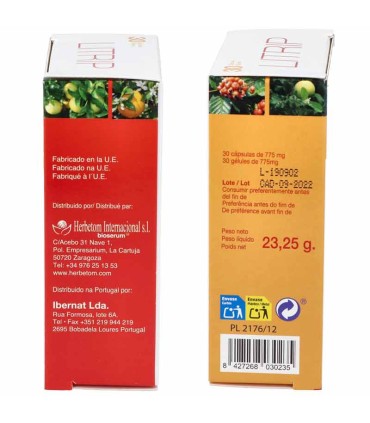 LITRIP
Fabricado en la U.E.
Fabricado na U.E.
Fabriqué à l´U.E.
Distribuido por/ Distribué par:
Herbetom Internacional s.l.
bioserum
C/Acebo 31 Nave 1,
Pol. Empresarium, La Cartuja
50720 Zaragoza
Tel: +34 976 25 13 53
www.herbetom.com
Distribuido na Portugal por:
Ibernat Lda.
Rua Formosa, lote 6A.
Tel - Fax +351 219 944 219
2695 Bobadela Loures Portugal
LITRIP
30 cápsulas de 775 mg
30 gélules de 775mg
L-190902
Lote / Lot CAD-09-2022
Consumir preferentemente antes
del fin de
Preferência antes do fim de
De préférence avant fin de
Peso neto
Peso líquido 23,25 g.
Poids net
Envase
Envase
PL 2176/12
8 427268 030235